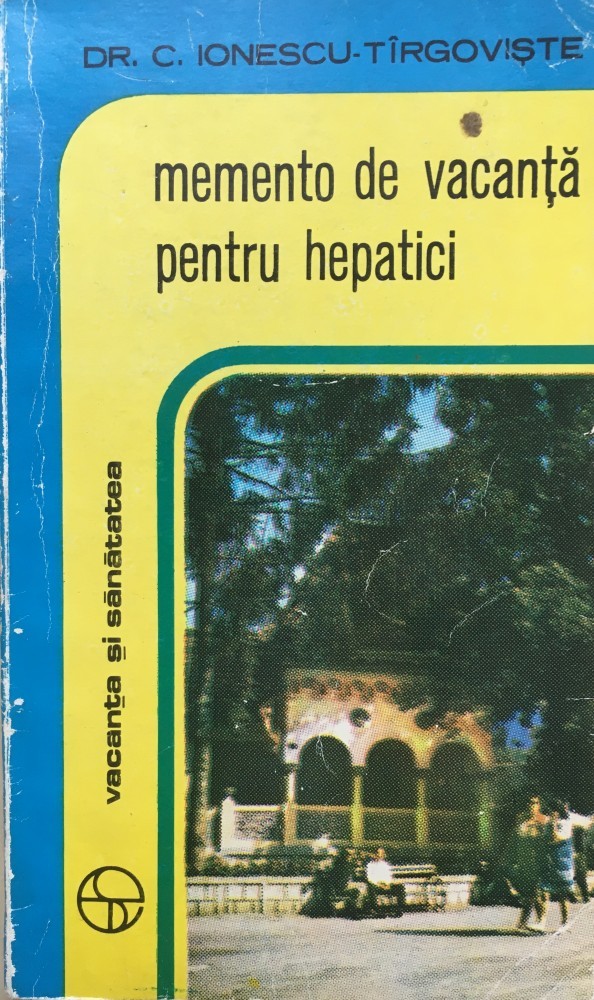 DR. C. IONESCU-TÎRGOVIȘTE
memento de vacanță
pentru hepatici
vacanța și sănătatea